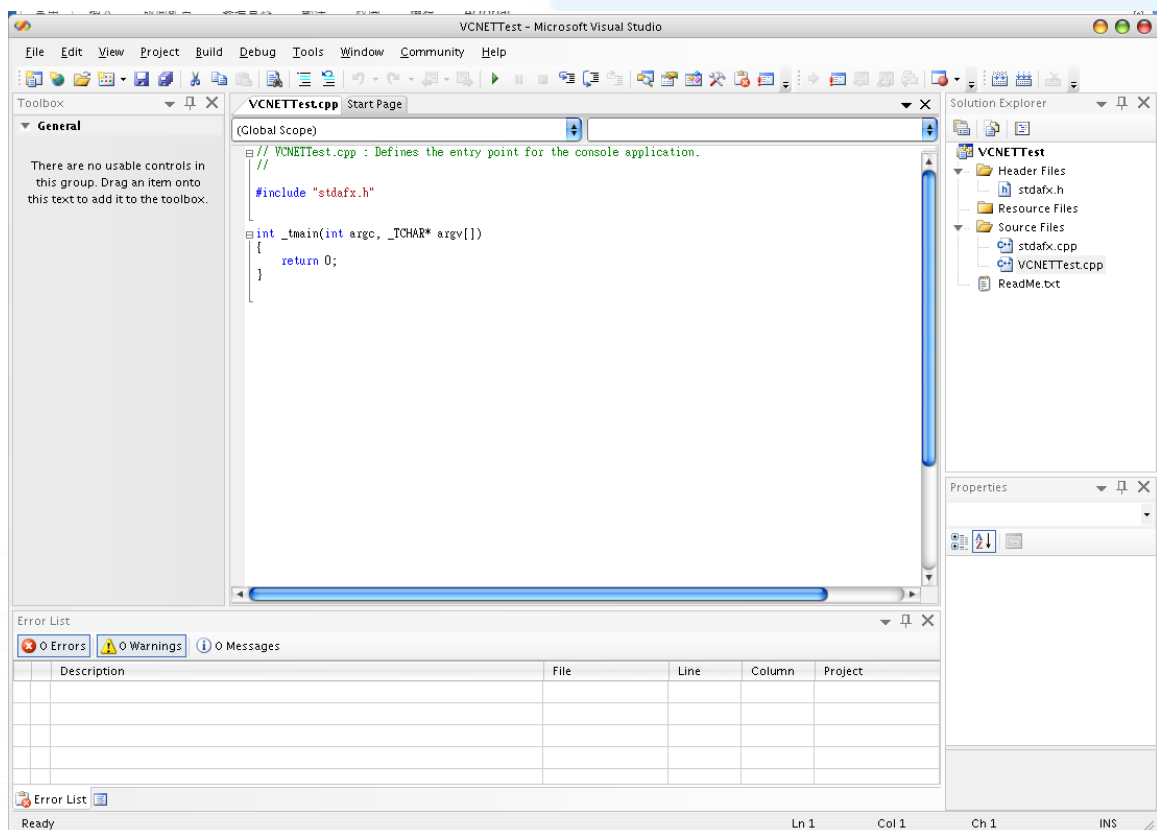 VCNETTest - Microsoft Visual Studio
File Edit View Project Build Debug Tools Window Community Help
Toolbox
General
There are no usable controls in
this group. Drag an item onto
this text to add it to the toolbox.
VCNETTest.cpp Start Page
(Global Scope)
// VCNETTest.cpp : Defines the entry point for the console application.
//
#include "stdafx.h"
int _tmain(int argc, _TCHAR* argv[])
{
return 0;
}
Solution Explorer
VCNETTest
Header Files
stdafx.h
Resource Files
Source Files
stdafx.cpp
VCNETTest.cpp
ReadMe.txt
Properties
Error List
0 Errors 0 Warnings 0 Messages
Description File Line Column Project
Error List
Ready Ln 1 Col 1 Ch 1 INS